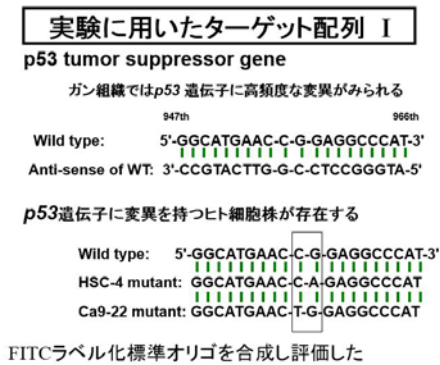 実験に用いたターゲット配列 I
p53 tumor suppressor gene
ガン組織ではp53 遺伝子に高頻度な変異がみられる
947th 966th
Wild type: 5'-GGCATGAAC-C-G-GAGGCCCAT-3'
Anti-sense of WT: 3'-CCGTACTTG-G-C-CTCCGGGTA-5'
p53遺伝子に変異を持つヒト細胞株が存在する
Wild type: 5'-GGCATGAAC-C-G-GAGGCCCAT-3'
HSC-4 mutant: GGCATGAAC-C-A-GAGGCCCAT
Ca9-22 mutant: GGCATGAAC-T-G-GAGGCCCAT
FITCラベル化標準オリゴを合成し評価した